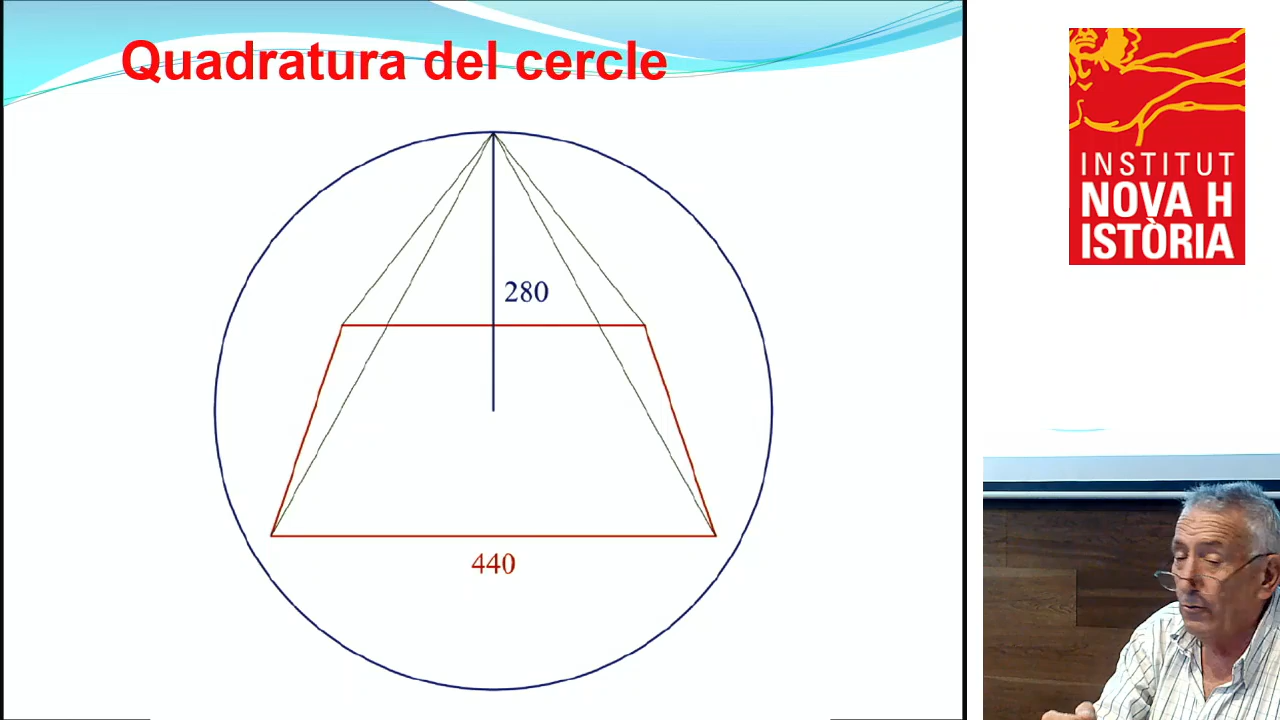 Quadratura del cercle
280
440
INSTITUT
NOVA H
ISTÒRIA